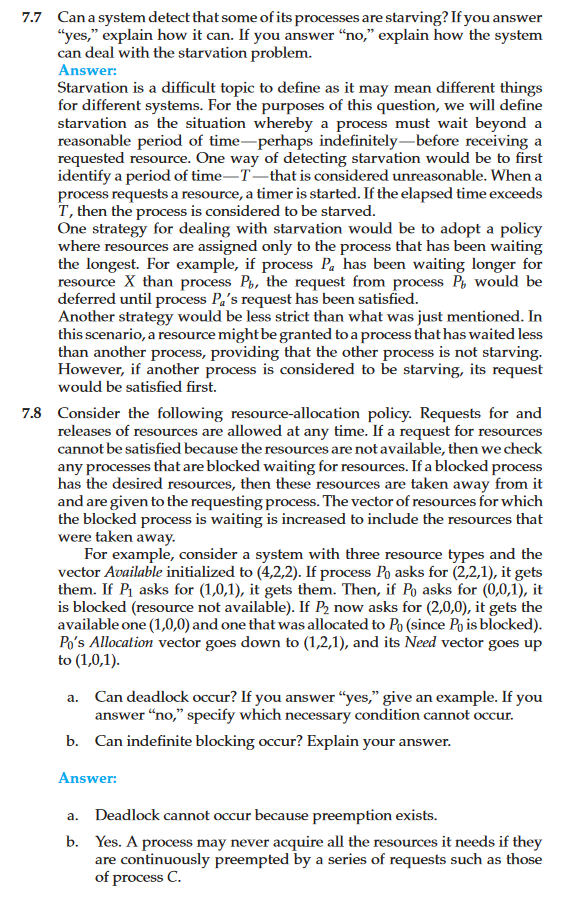 7.7 Can a system detect that some of its processes are starving? If you answer
“yes,” explain how it can. If you answer “no,” explain how the system
can deal with the starvation problem.
Answer:
Starvation is a difficult topic to define as it may mean different things
for different systems. For the purposes of this question, we will define
starvation as the situation whereby a process must wait beyond a
reasonable period of time—perhaps indefinitely—before receiving a
requested resource. One way of detecting starvation would be to first
identify a period of time—T—that is considered unreasonable. When a
process requests a resource, a timer is started. If the elapsed time exceeds
T, then the process is considered to be starved.
One strategy for dealing with starvation would be to adopt a policy
where resources are assigned only to the process that has been waiting
the longest. For example, if process Pa has been waiting longer for
resource X than process Pb, the request from process Pb would be
deferred until process Pa’s request has been satisfied.
Another strategy would be less strict than what was just mentioned. In
this scenario, a resource might be granted to a process that has waited less
than another process, providing that the other process is not starving.
However, if another process is considered to be starving, its request
would be satisfied first.
7.8 Consider the following resource-allocation policy. Requests for and
releases of resources are allowed at any time. If a request for resources
cannot be satisfied because the resources are not available, then we check
any processes that are blocked waiting for resources. If a blocked process
has the desired resources, then these resources are taken away from it
and are given to the requesting process. The vector of resources for which
the blocked process is waiting is increased to include the resources that
were taken away.
For example, consider a system with three resource types and the
vector Available initialized to (4,2,2). If process P0 asks for (2,2,1), it gets
them. If P1 asks for (1,0,1), it gets them. Then, if P0 asks for (0,0,1), it
is blocked (resource not available). If P2 now asks for (2,0,0), it gets the
available one (1,0,0) and one that was allocated to P0 (since P0 is blocked).
P0’s Allocation vector goes down to (1,2,1), and its Need vector goes up
to (1,0,1).
a. Can deadlock occur? If you answer “yes,” give an example. If you
answer “no,” specify which necessary condition cannot occur.
b. Can indefinite blocking occur? Explain your answer.
Answer:
a. Deadlock cannot occur because preemption exists.
b. Yes. A process may never acquire all the resources it needs if they
are continuously preempted by a series of requests such as those
of process C.